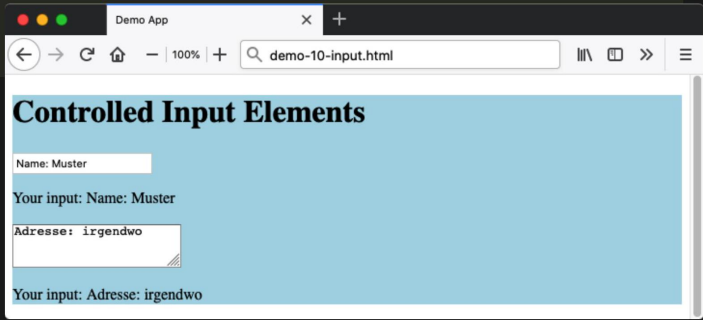 Demo App
100%
demo-10-input.html
Controlled Input Elements
Name: Muster
Your input: Name: Muster
Adresse: irgendwo
Your input: Adresse: irgendwo